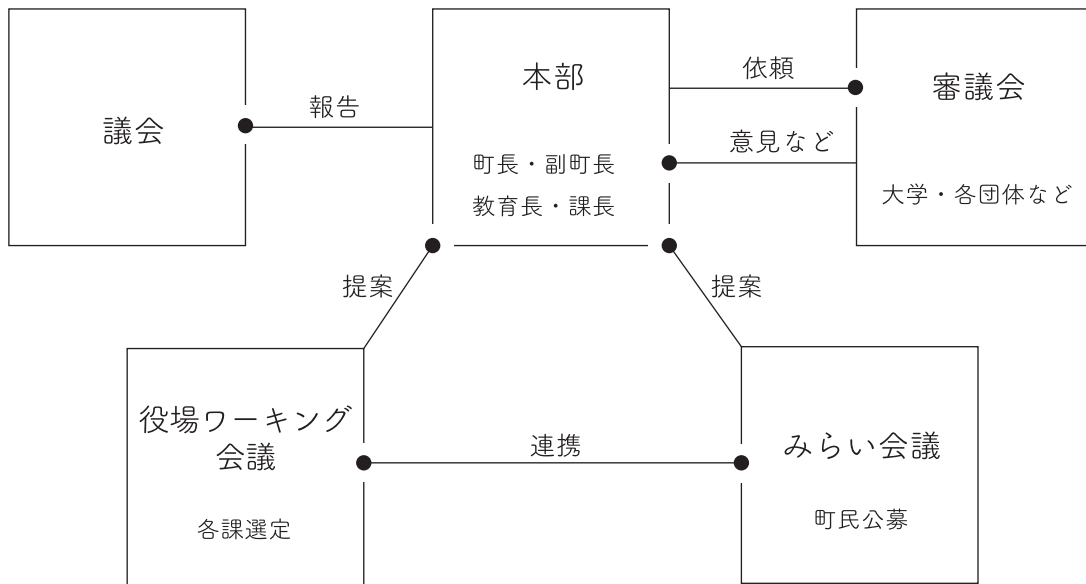 議会
報告
本部
町長・副町長
教育長・課長
依頼
意見など
審議会
大学・各団体など
提案
提案
役場ワーキング
会議
各課選定
連携
みらい会議
町民公募